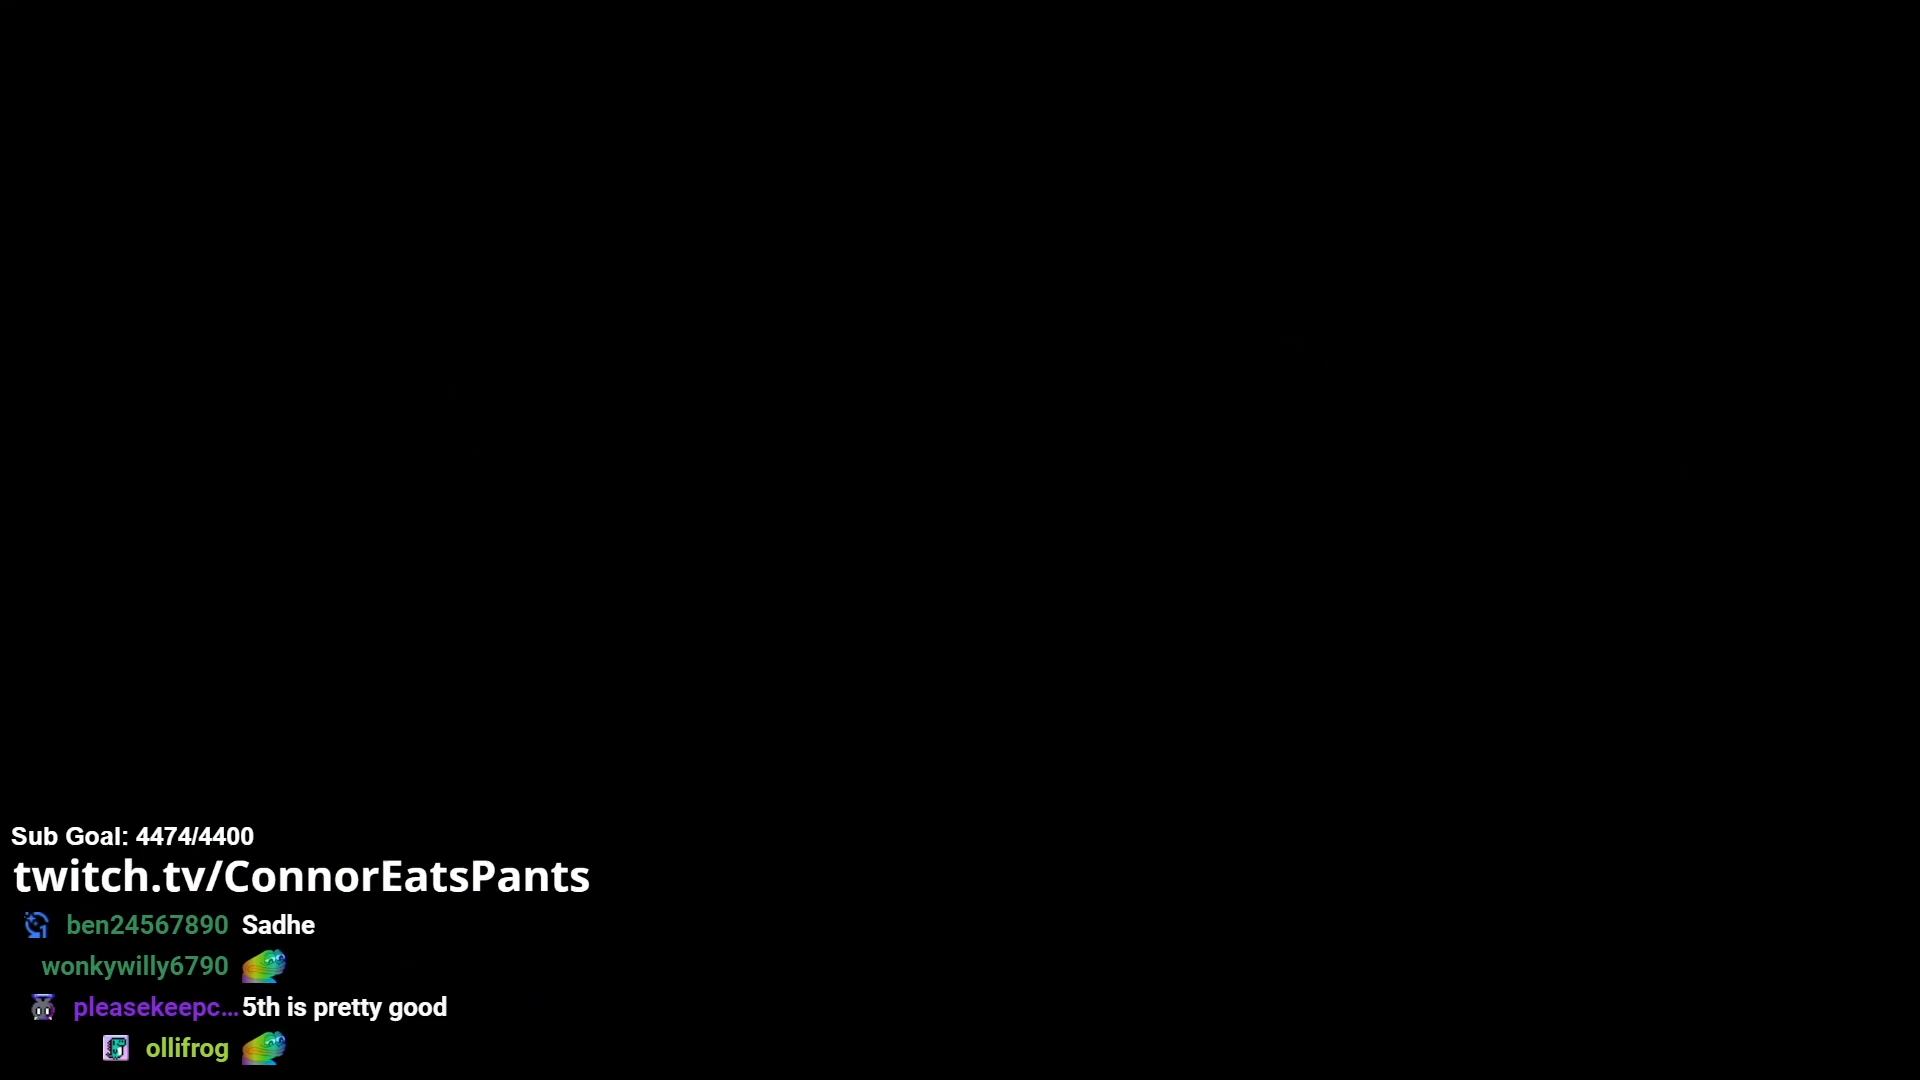 Sub Goal: 4474/4400
twitch.tv/ConnorEatsPants
ben24567890 Sadhe
wonkywilly6790
pleasekeepc... 5th is pretty good
ollifrog